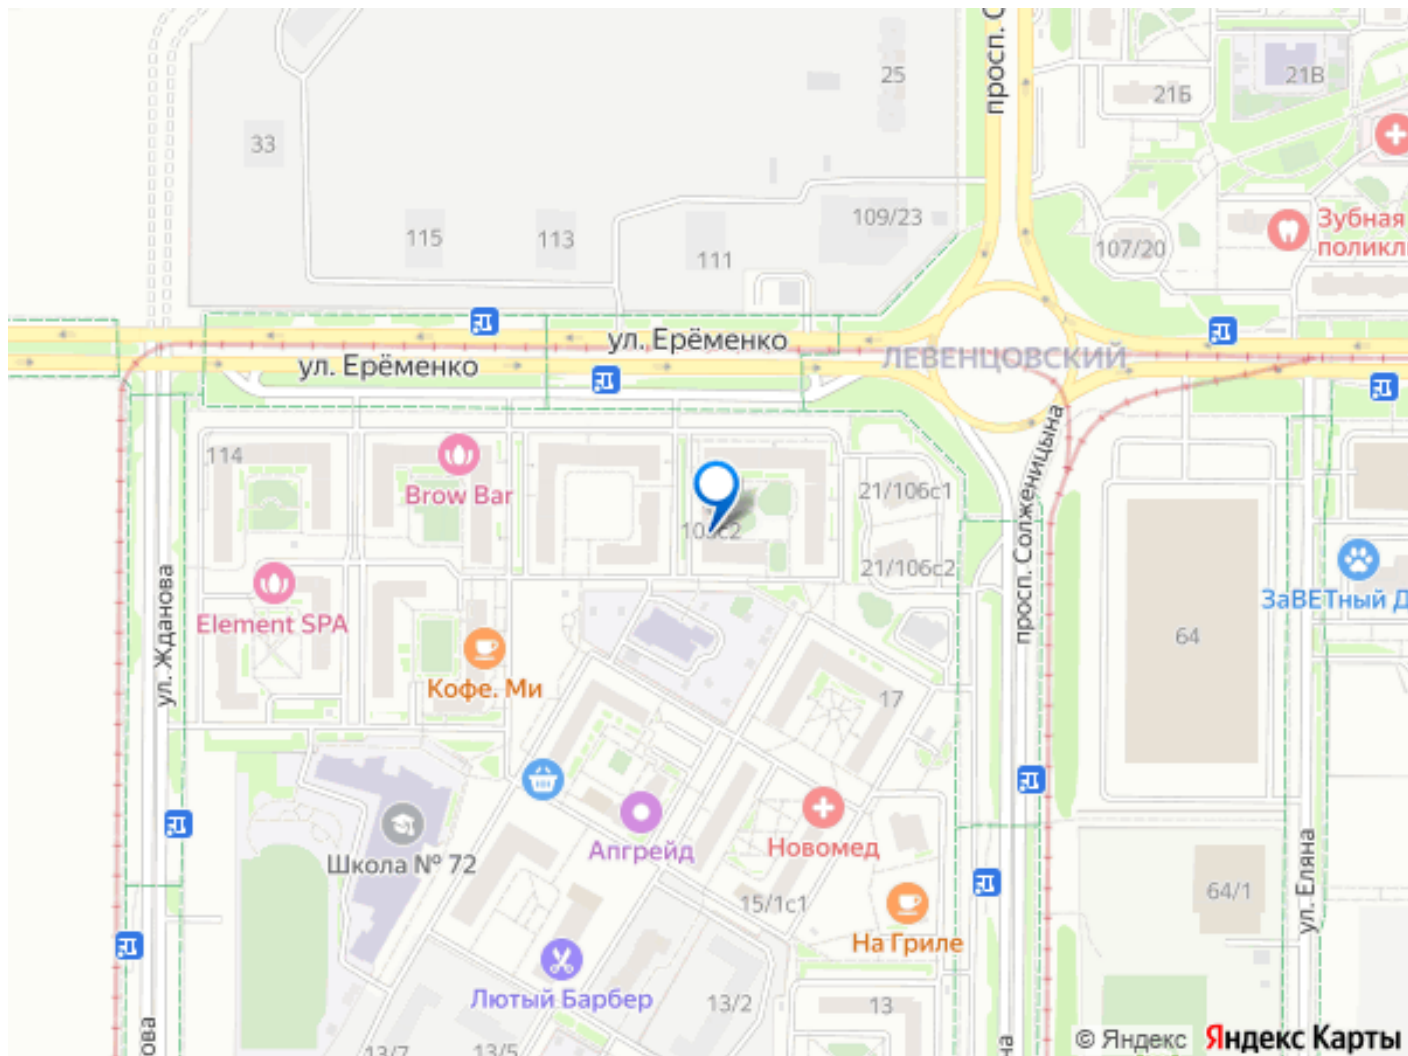 просп. С
25
21Б
21В
33
115
113
111
109/23
107/20
Зубная
поликл
ул. Ерёменко
ул. Ерёменко
ЛЕВЕНЦОВСКИЙ
114
Brow Bar
21/106с1
21/106с2
просп. Солженицына
ул. Жданова
Element SPA
Кофе. Ми
ЗаВЕТный Д
64
17
Школа № 72
Апгрейд
Новомед
15/1с1
64/1
ул. Еляна
На Гриле
Лютый Барбер
13/2
13
13/7
13/5
ова
на
© Яндекс Яндекс Карты